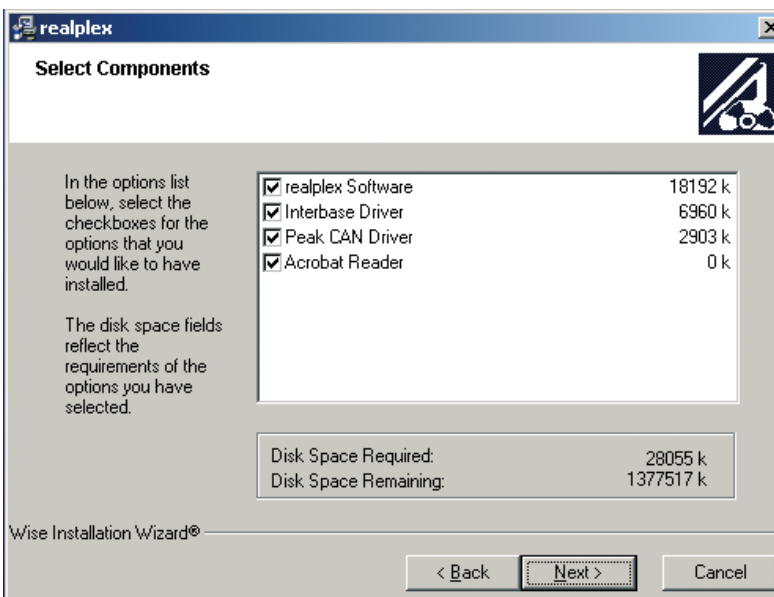 realplex
Select Components
In the options list
below, select the
checkboxes for the
options that you
would like to have
installed.
The disk space fields
reflect the
requirements of the
options you have
selected.
realplex Software 18192 k
Interbase Driver 6960 k
Peak CAN Driver 2903 k
Acrobat Reader 0 k
Disk Space Required: 28055 k
Disk Space Remaining: 1377517 k
Wise Installation Wizard®
< Back Next > Cancel